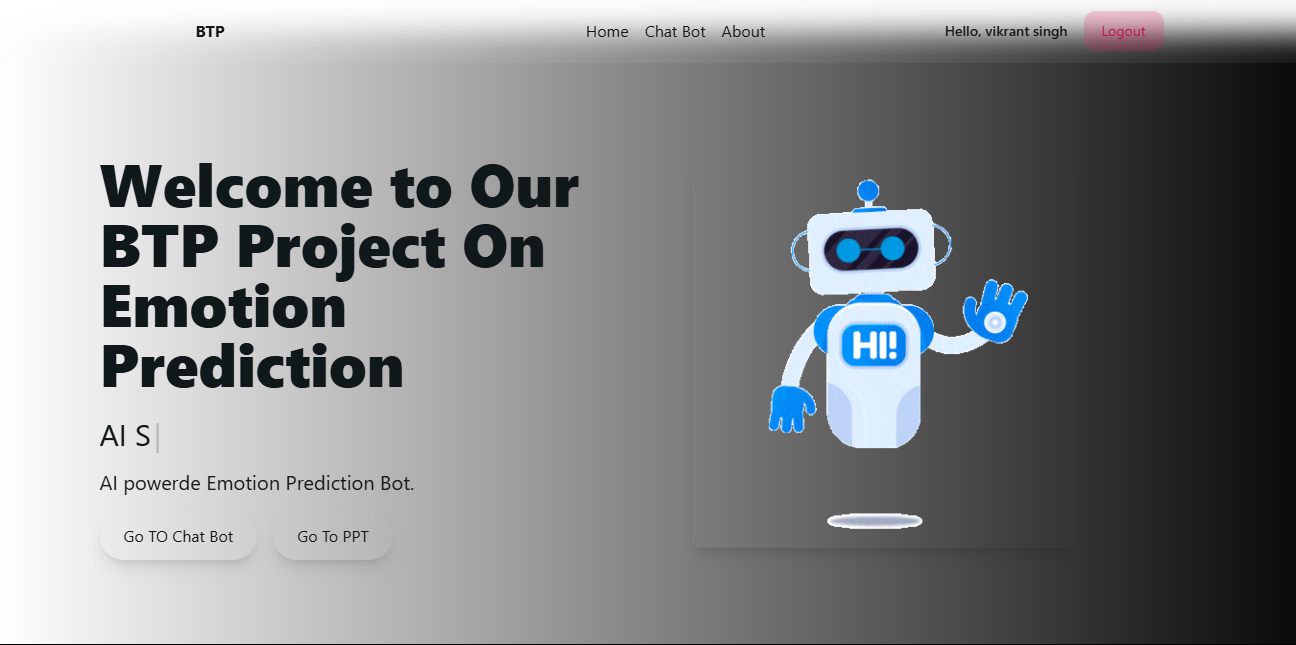 BTP
Home Chat Bot About
Hello, vikrant singh
Logout
Welcome to Our
BTP Project On
Emotion
Prediction
AI S
AI powerde Emotion Prediction Bot.
Go TO Chat Bot
Go To PPT
HI!